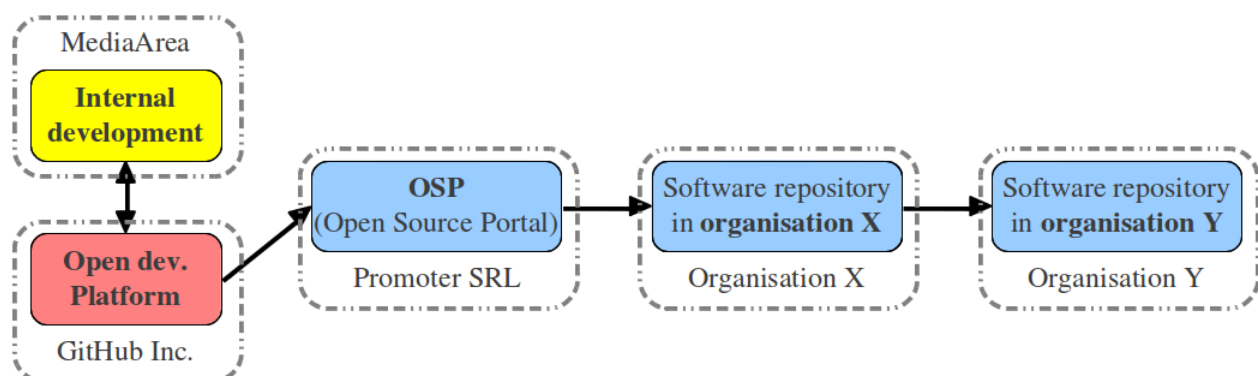 MediaArea
Internal
development
Open dev.
Platform
GitHub Inc.
OSP
(Open Source Portal)
Promoter SRL
Software repository
in organisation X
Organisation X
Software repository
in organisation Y
Organisation Y